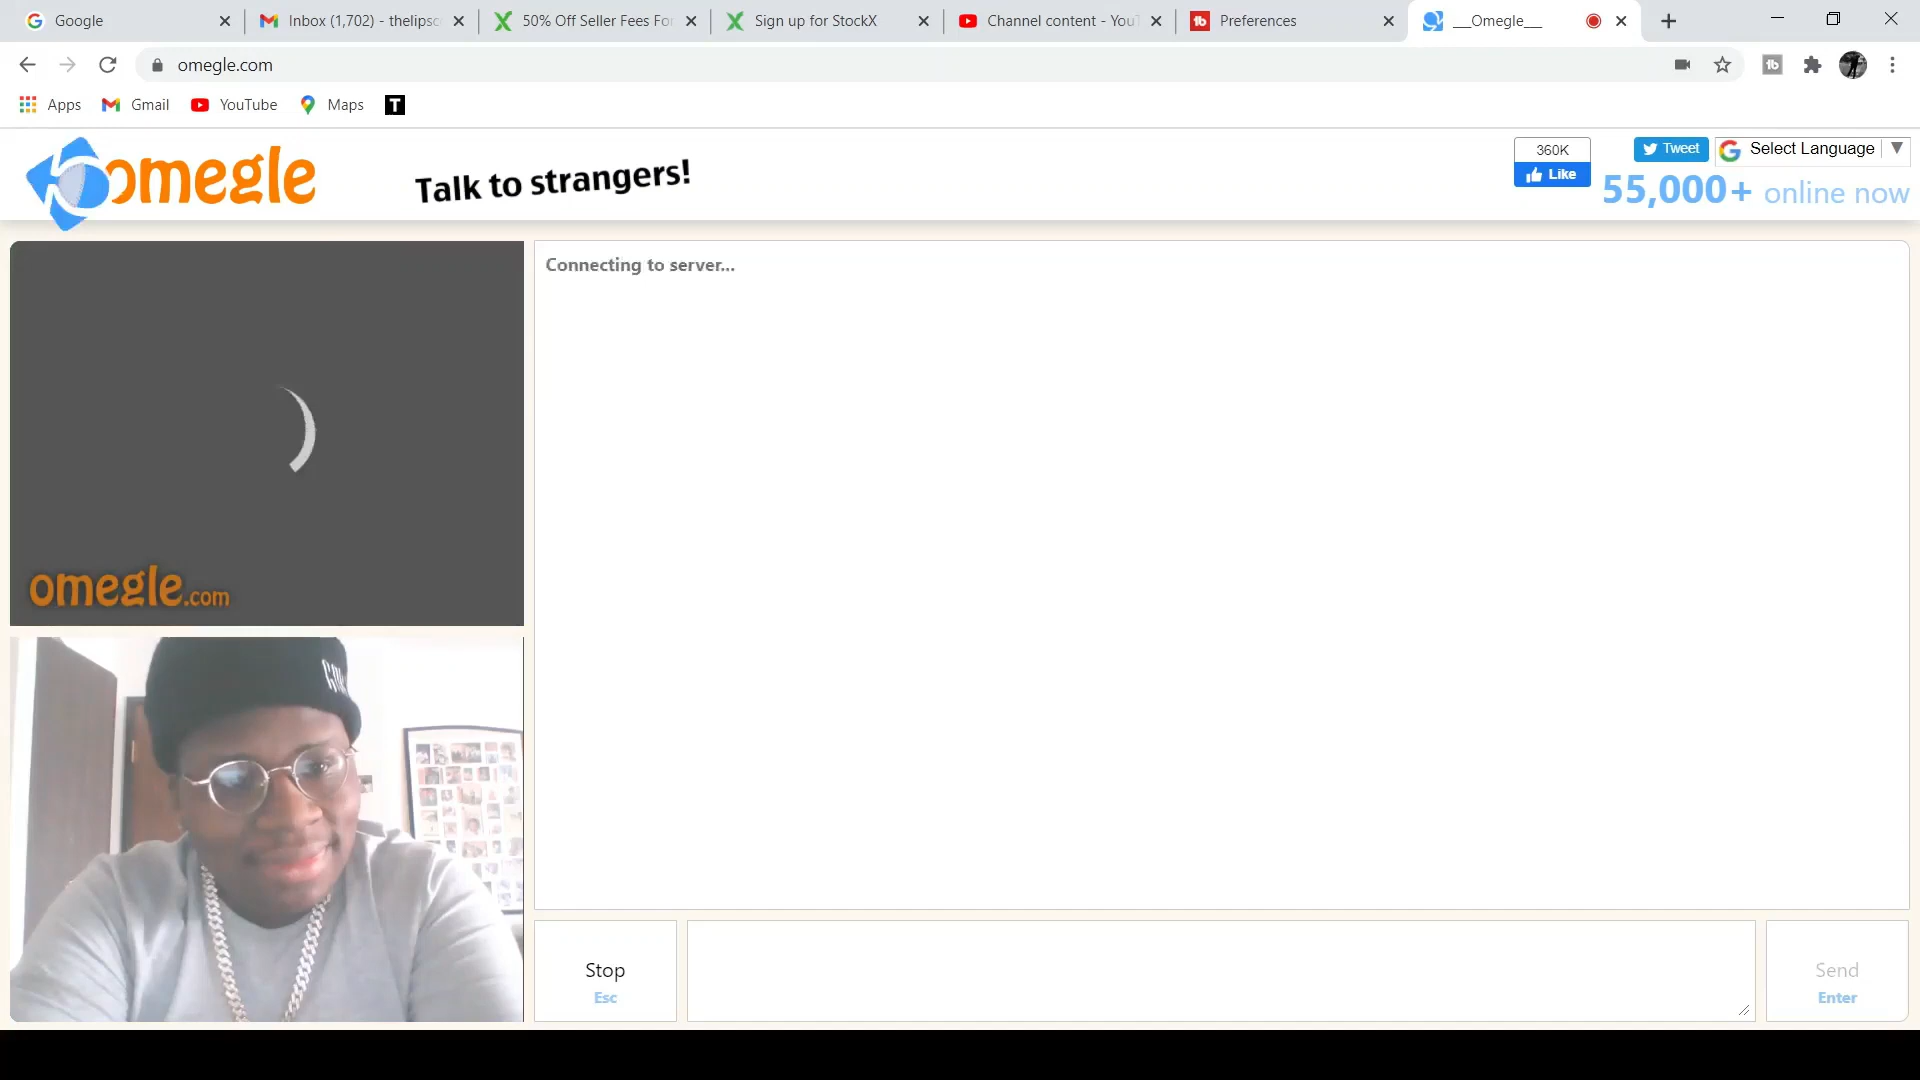 Google
Inbox (1,702) - thelipsc
50% Off Seller Fees For
Sign up for StockX
Channel content - YouT
Preferences
__Omegle__
omegle.com
Apps
Gmail
YouTube
Maps
T
omegle
Talk to strangers!
360K
Like
Tweet
Select Language
55,000+ online now
Connecting to server...
omegle.com
Stop
Esc
Send
Enter